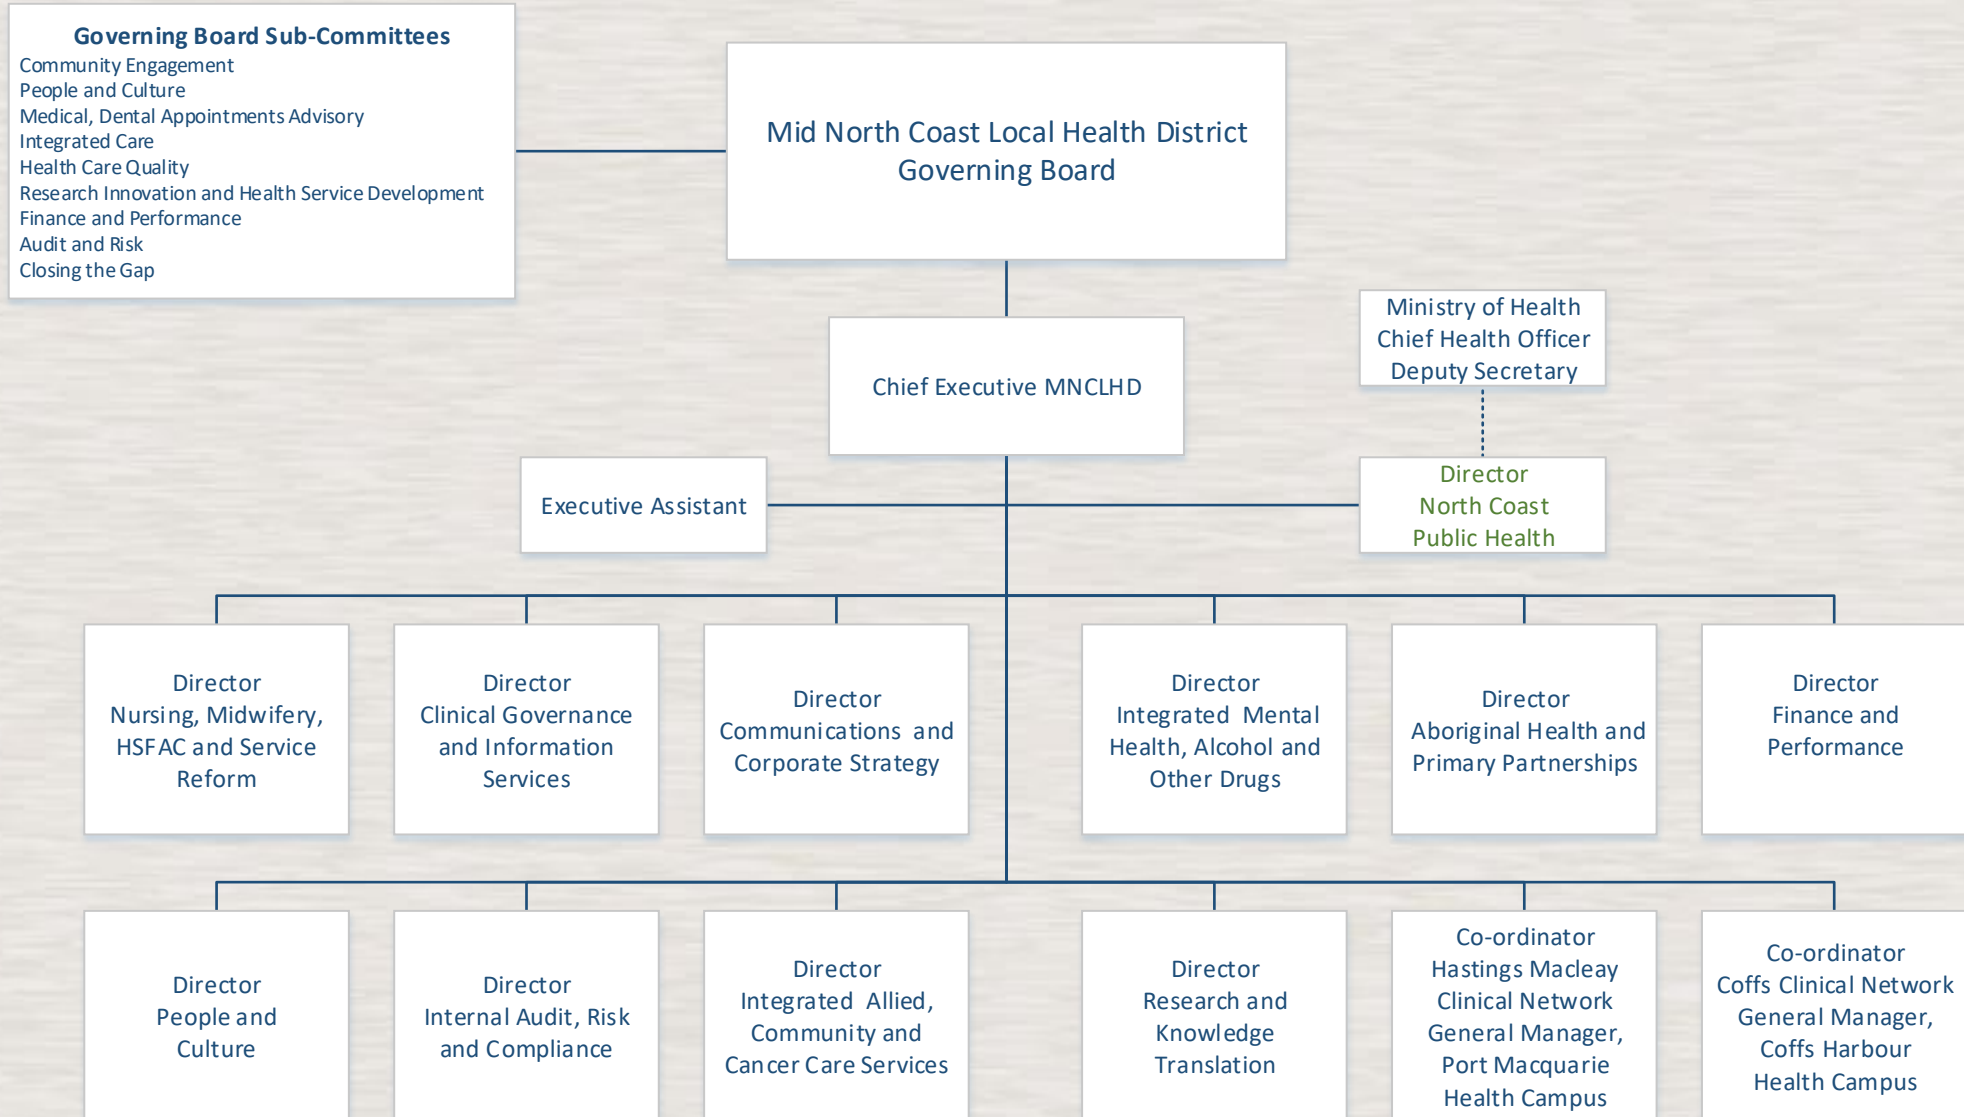 Governing Board Sub-Committees
Community Engagement
People and Culture
Medical, Dental Appointments Advisory
Integrated Care
Health Care Quality
Research Innovation and Health Service Development
Finance and Performance
Audit and Risk
Closing the Gap
Mid North Coast Local Health District
Governing Board
Chief Executive MNCLHD
Ministry of Health
Chief Health Officer
Deputy Secretary
Executive Assistant
Director
North Coast
Public Health
Director
Nursing, Midwifery,
HSFAC and Service
Reform
Director
Clinical Governance
and Information
Services
Director
Communications and
Corporate Strategy
Director
Integrated Mental
Health, Alcohol and
Other Drugs
Director
Aboriginal Health and
Primary Partnerships
Director
Finance and
Performance
Director
People and
Culture
Director
Internal Audit, Risk
and Compliance
Director
Integrated Allied,
Community and
Cancer Care Services
Director
Research and
Knowledge
Translation
Co-ordinator
Hastings Macleay
Clinical Network
General Manager,
Port Macquarie
Health Campus
Co-ordinator
Coffs Clinical Network
General Manager,
Coffs Harbour
Health Campus